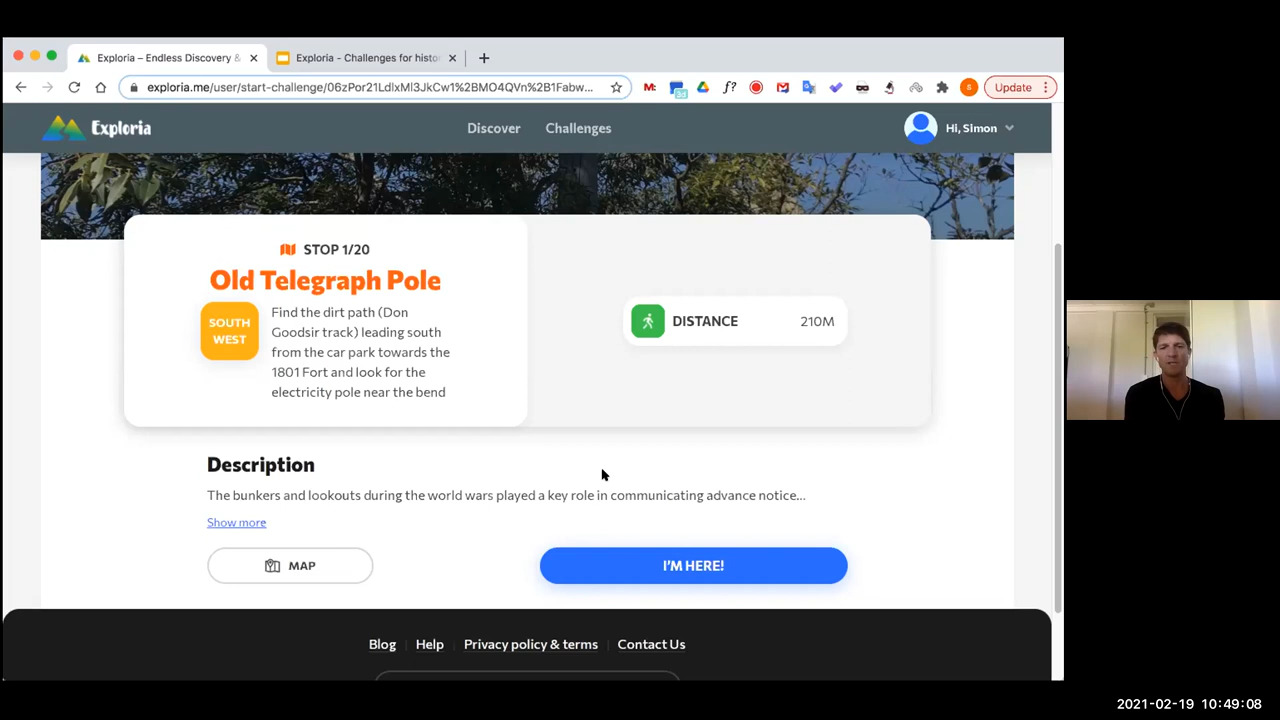 Exploria – Endless Discovery &
Exploria - Challenges for histo
exploria.me/user/start-challenge/06zPor21LdlxMl3JkCw1%2BMO4QVn%2B1Fabw...
Update
Exploria
Discover
Challenges
Hi, Simon
STOP 1/20
Old Telegraph Pole
SOUTH
WEST
Find the dirt path (Don
Goodsir track) leading south
from the car park towards the
1801 Fort and look for the
electricity pole near the bend
DISTANCE
210M
Description
The bunkers and lookouts during the world wars played a key role in communicating advance notice...
Show more
MAP
I'M HERE!
Blog
Help
Privacy policy & terms
Contact Us
2021-02-19 10:49:08